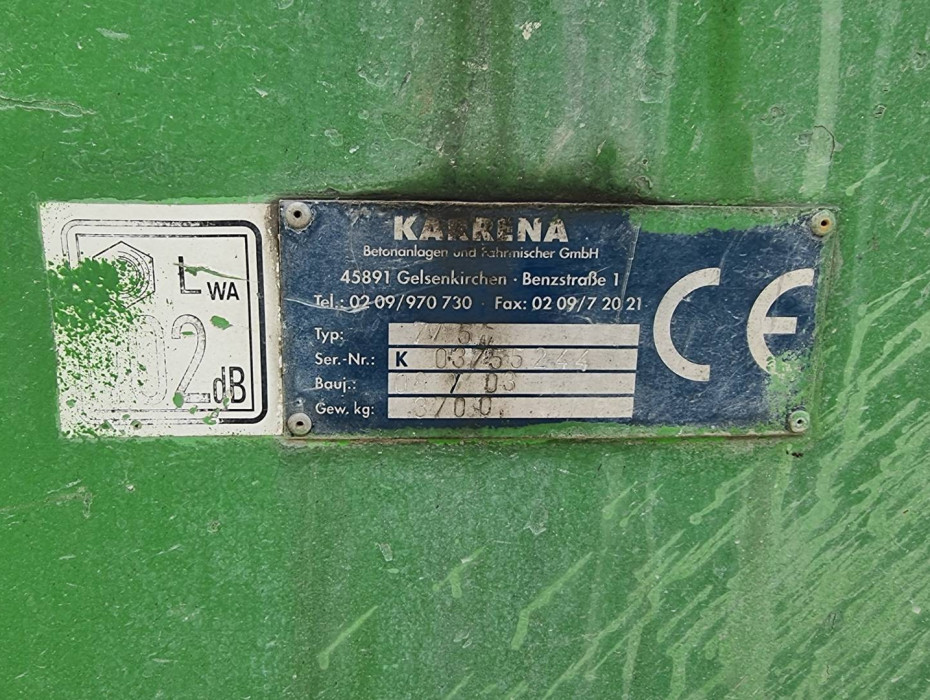 LWA
dB
KARRENA
Betonanlagen und Fahrmischer GmbH
45891 Gelsenkirchen · Benzstraße 1
Tel.: 02 09/970 730 · Fax: 02 09/7 20 21
Typ:
Ser.-Nr.: K
Bauj.:
Gew. kg:
CE